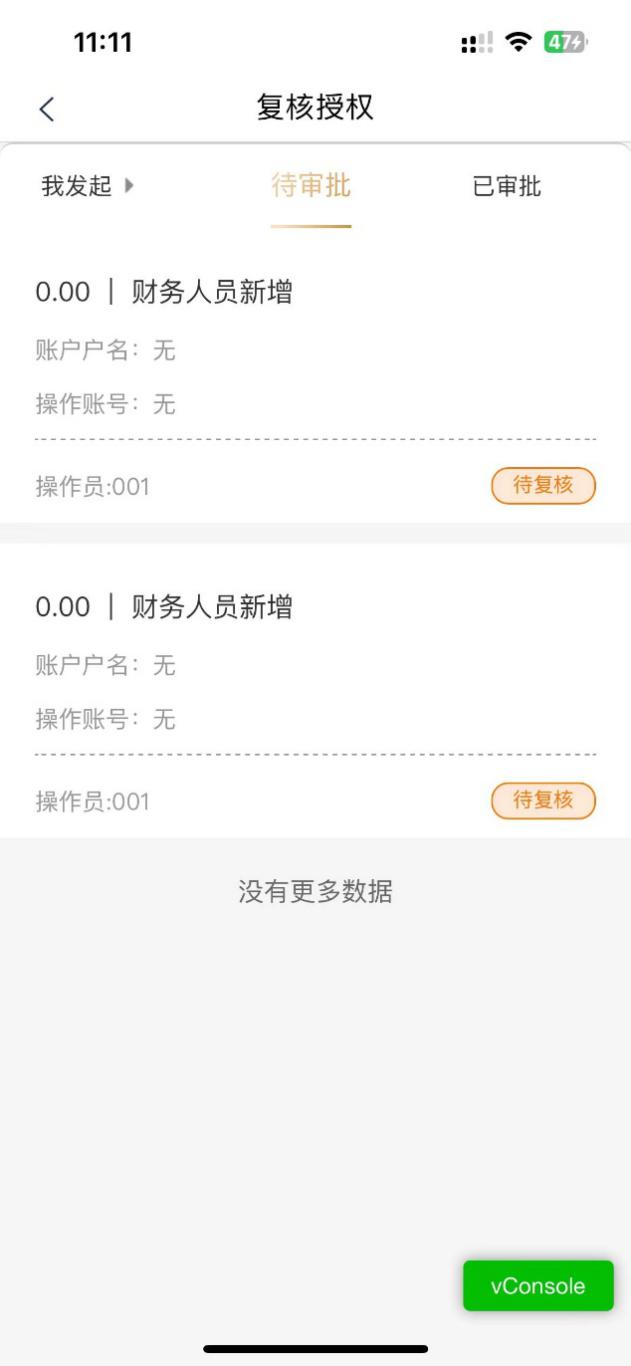 11:11
47
复核授权
我发起
待审批
已审批
0.00 | 财务人员新增
账户户名：无
操作账号：无
操作员:001
待复核
0.00 | 财务人员新增
账户户名：无
操作账号：无
操作员:001
待复核
没有更多数据
vConsole